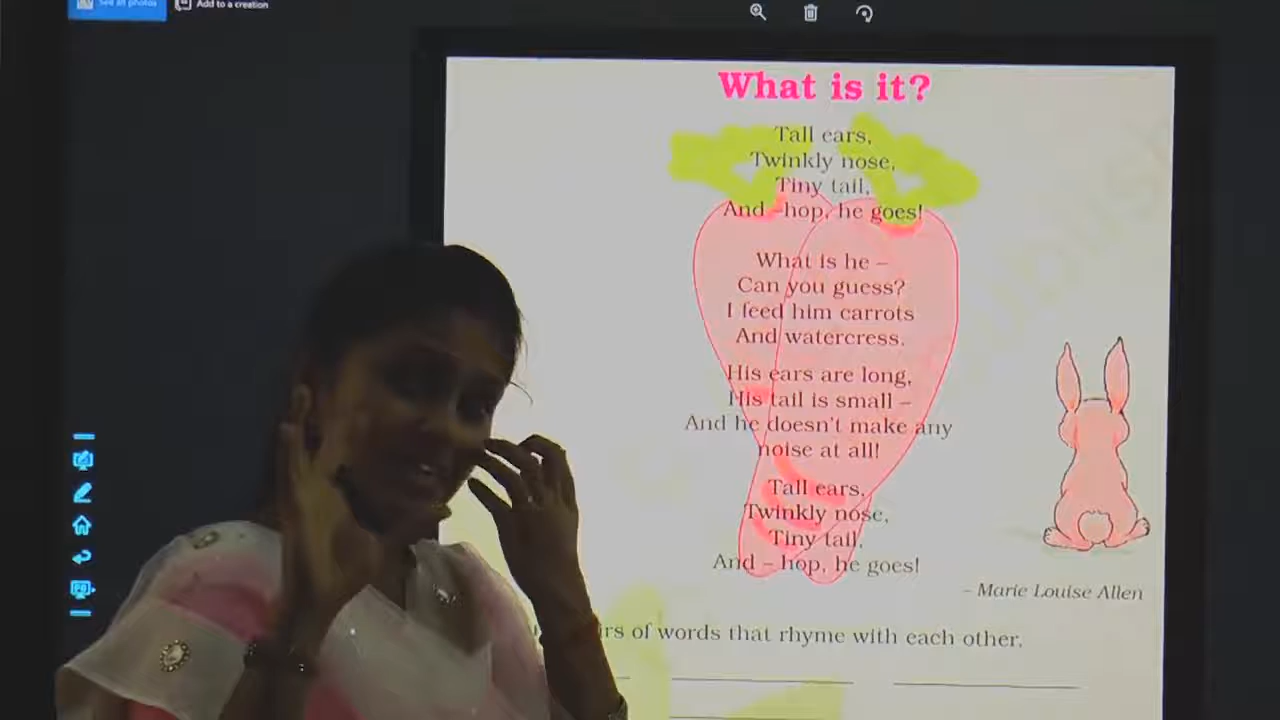 See all photos
Add to a creation
What is it?
Tall ears,
Twinkly nose,
Tiny tail,
And –hop, he goes!
What is he –
Can you guess?
I feed him carrots
And watercress.
His ears are long,
His tail is small –
And he doesn't make any
noise at all!
Tall ears,
Twinkly nose,
Tiny tail,
And – hop, he goes!
– Marie Louise Allen
of words that rhyme with each other.